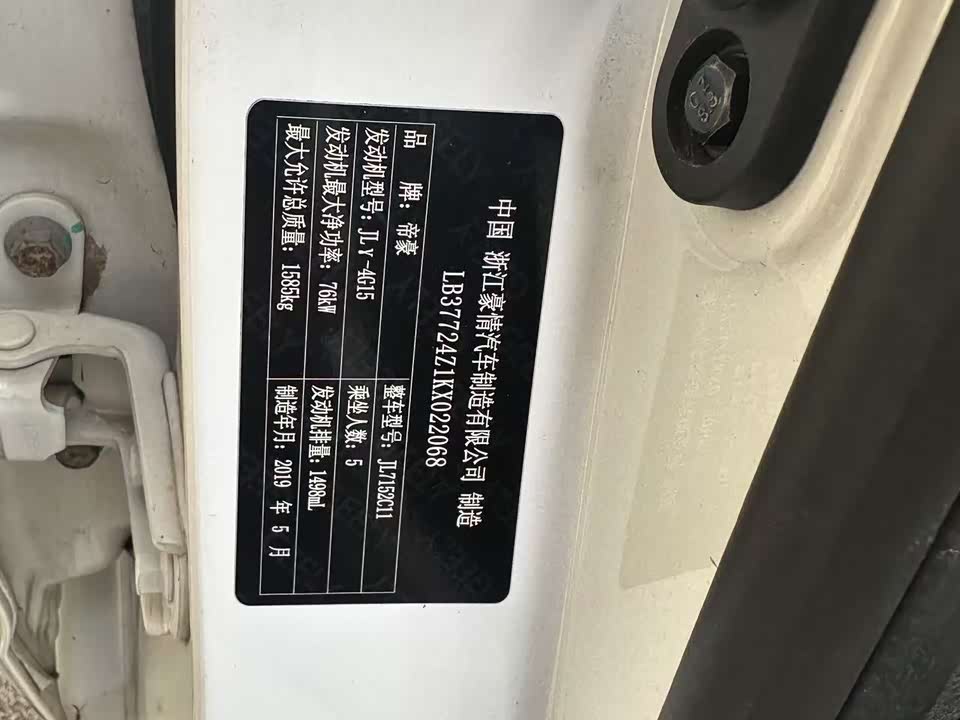 中国 浙江豪情汽车制造有限公司 制造
LB37724Z1KX022068
品 牌: 帝豪 整车型号: JL7152C11
发动机型号: JLγ-4G15 乘坐人数: 5
发动机最大净功率: 76kW 发动机排量: 1498mL
最大允许总质量: 1585kg 制造年月: 2019 年 5 月